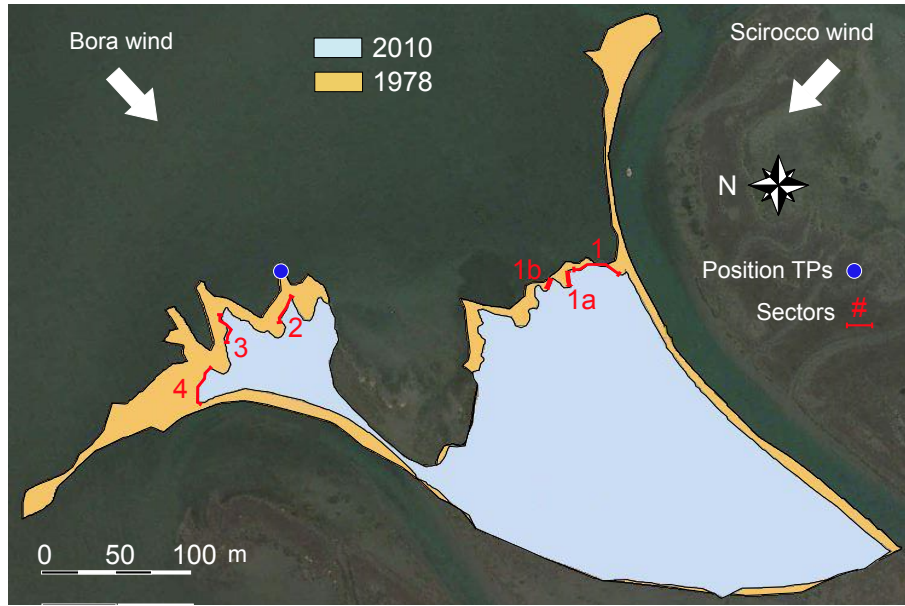 Bora wind
2010
1978
Scirocco wind
N
Position TPs
Sectors #
1
1b
1a
2
3
4
0 50 100 m